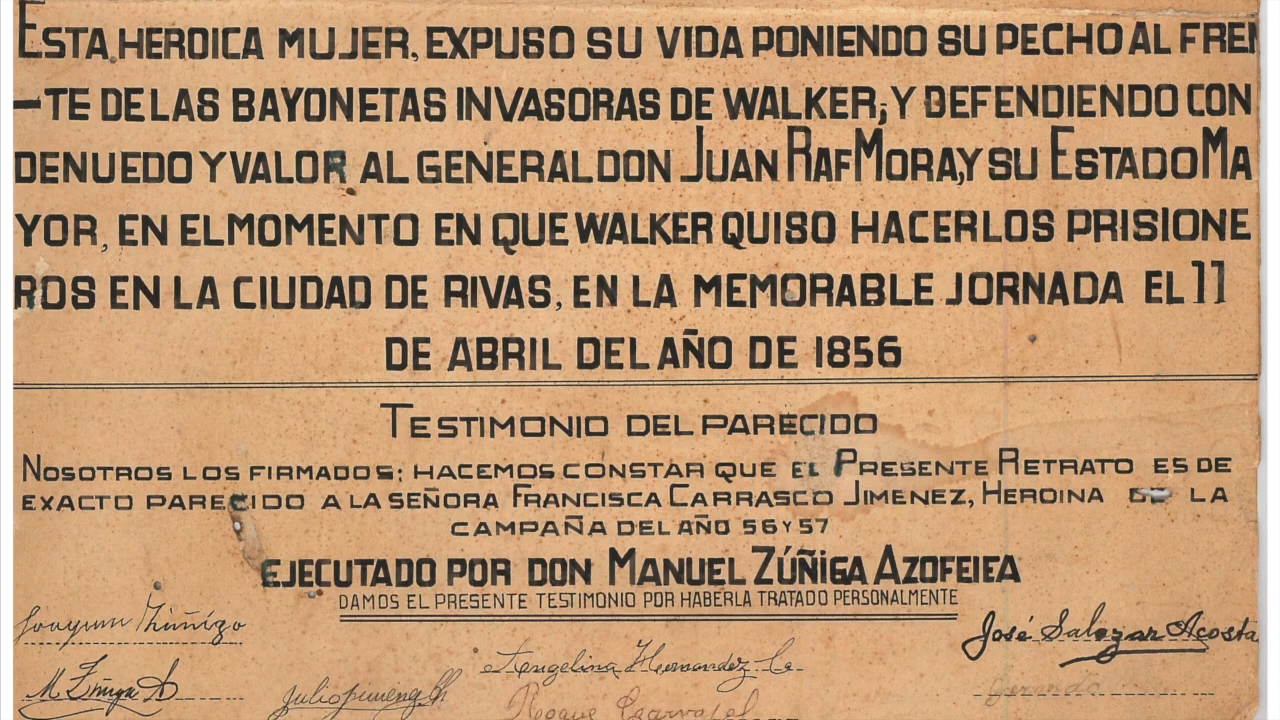 ESTA HEROICA MUJER, EXPUSO SU VIDA PONIENDO SU PECHO AL FREN
-TE DE LAS BAYONETAS INVASORAS DE WALKER; Y DEFENDIENDO CON
DENUEDO Y VALOR AL GENERAL DON JUAN RAF MORA, Y SU ESTADO MA
YOR, EN EL MOMENTO EN QUE WALKER QUISO HACERLOS PRISIONE
ROS EN LA CIUDAD DE RIVAS, EN LA MEMORABLE JORNADA EL 11
DE ABRIL DEL AÑO DE 1856
TESTIMONIO DEL PARECIDO
NOSOTROS LOS FIRMADOS; HACEMOS CONSTAR QUE EL PRESENTE RETRATO ES DE
EXACTO PARECIDO A LA SEÑORA FRANCISCA CARRASCO JIMENEZ, HEROINA DE LA
CAMPAÑA DEL AÑO 56 Y 57
EJECUTADO POR DON MANUEL ZÚÑIGA AZOFEIEA
DAMOS EL PRESENTE TESTIMONIO POR HABERLA TRATADO PERSONALMENTE
Joaquin Zúñigo
José Salazar Acosta
Angelina Hernandez C.
M Zúñiga A